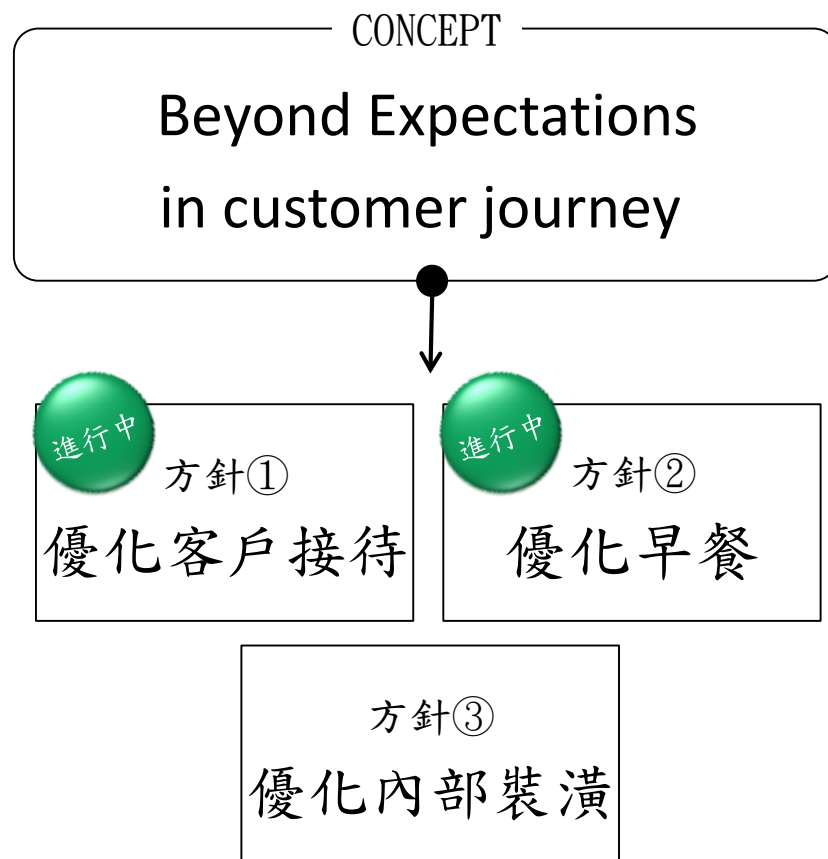 CONCEPT
Beyond Expectations
in customer journey
進行中
方針①
優化客戶接待
進行中
方針②
優化早餐
方針③
優化內部裝潢